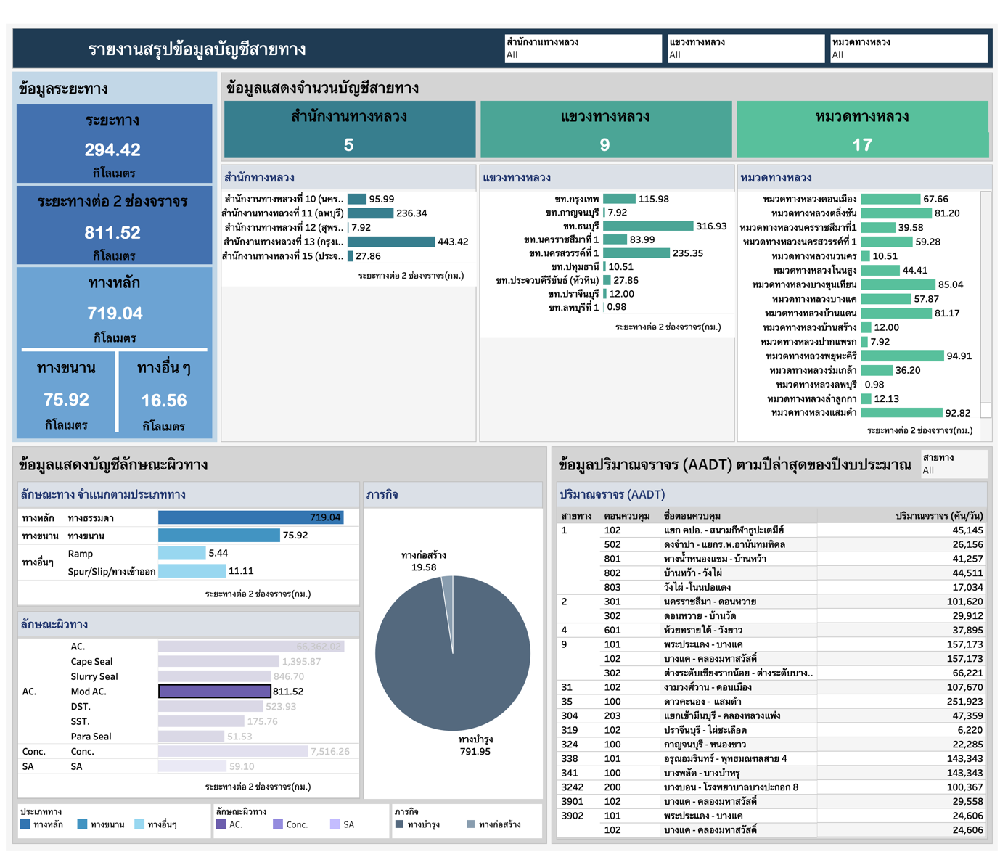 รายงานสรุปข้อมูลบัญชีสายทาง
สำนักงานทางหลวง
All
แขวงทางหลวง
All
หมวดทางหลวง
All
ข้อมูลระยะทาง
ระยะทาง
294.42
กิโลเมตร
ระยะทางต่อ 2 ช่องจราจร
811.52
กิโลเมตร
ทางหลัก
719.04
กิโลเมตร
ทางขนาน
75.92
กิโลเมตร
ทางอื่น ๆ
16.56
กิโลเมตร
ข้อมูลแสดงจำนวนบัญชีสายทาง
สำนักงานทางหลวง
5
แขวงทางหลวง
9
หมวดทางหลวง
17
สำนักทางหลวง
สำนักงานทางหลวงที่ 10 (นคร.. 95.99
สำนักงานทางหลวงที่ 11 (ลพบุรี) 236.34
สำนักงานทางหลวงที่ 12 (สุพร.. 7.92
สำนักงานทางหลวงที่ 13 (กรุงเ.. 443.42
สำนักงานทางหลวงที่ 15 (ประจ.. 27.86
ระยะทางต่อ 2 ช่องจราจร(กม.)
แขวงทางหลวง
ขท.กรุงเทพ 115.98
ขท.กาญจนบุรี 7.92
ขท.ธนบุรี 316.93
ขท.นครราชสีมาที่ 1 83.99
ขท.นครสวรรค์ที่ 1 235.35
ขท.ปทุมธานี 10.51
ขท.ประจวบคีรีขันธ์ (หัวหิน) 27.86
ขท.ปราจีนบุรี 12.00
ขท.ลพบุรีที่ 1 0.98
ระยะทางต่อ 2 ช่องจราจร(กม.)
หมวดทางหลวง
หมวดทางหลวงดอนเมือง 67.66
หมวดทางหลวงตลิ่งชัน 81.20
หมวดทางหลวงนครราชสีมาที่1 39.58
หมวดทางหลวงนครสวรรค์ที่ 1 59.28
หมวดทางหลวงนวนคร 10.51
หมวดทางหลวงโนนสูง 44.41
หมวดทางหลวงบางขุนเทียน 85.04
หมวดทางหลวงบางแค 57.87
หมวดทางหลวงบ้านแดน 81.17
หมวดทางหลวงบ้านสร้าง 12.00
หมวดทางหลวงปากแพรก 7.92
หมวดทางหลวงพยุหะคีรี 94.91
หมวดทางหลวงร่มเกล้า 36.20
หมวดทางหลวงลพบุรี 0.98
หมวดทางหลวงลำลูกกา 12.13
หมวดทางหลวงแสมดำ 92.82
ระยะทางต่อ 2 ช่องจราจร(กม.)
ข้อมูลแสดงบัญชีลักษณะผิวทาง
ลักษณะทาง จำแนกตามประเภททาง
ทางหลัก ทางธรรมดา 719.04
ทางขนาน ทางขนาน 75.92
ทางอื่นๆ Ramp 5.44
Spur/Slip/ทางเข้าออก 11.11
ระยะทางต่อ 2 ช่องจราจร(กม.)
ลักษณะผิวทาง
AC. 66,362.02
Cape Seal 1,395.87
Slurry Seal 846.70
AC. Mod AC. 811.52
DST. 523.93
SST. 175.76
Para Seal 51.53
Conc. Conc. 7,516.26
SA SA 59.10
ระยะทางต่อ 2 ช่องจราจร(กม.)
ภารกิจ
ทางก่อสร้าง
19.58
ทางบำรุง
791.95
ประเภททาง
ทางหลัก ทางขนาน ทางอื่นๆ
ลักษณะผิวทาง
AC. Conc. SA
ภารกิจ
ทางบำรุง ทางก่อสร้าง
ข้อมูลปริมาณจราจร (AADT) ตามปีล่าสุดของปีงบประมาณ
สายทาง
All
ปริมาณจราจร (AADT)
สายทาง ตอนควบคุม ชื่อตอนควบคุม ปริมาณจราจร (คัน/วัน)
1 102 แยก คปอ. - สนามกีฬาธูปะเตมีย์ 45,145
502 ดงจำปา - แยกร.พ.อานันทมหิดล 26,156
801 หางน้ำหนองแขม - บ้านหว้า 41,257
802 บ้านหว้า - วังไผ่ 44,511
803 วังไผ่ -โนนปอแดง 17,034
2 301 นครราชสีมา - ดอนหวาย 101,620
302 ดอนหวาย - บ้านวัด 29,912
4 601 ห้วยทรายใต้ - วังยาว 37,895
9 101 พระประแดง - บางแค 157,173
102 บางแค - คลองมหาสวัสดิ์ 157,173
302 ต่างระดับเชียงรากน้อย - ต่างระดับบาง.. 66,221
31 102 งามวงศ์วาน - ดอนเมือง 107,670
35 100 ดาวคะนอง - แสมดำ 251,923
304 203 แยกเข้ามีนบุรี - คลองหลวงแพ่ง 47,359
319 102 ปราจีนบุรี - ไผ่ชะเลือด 6,220
324 100 กาญจนบุรี - หนองขาว 22,285
338 101 อรุณอมรินทร์ - พุทธมณฑลสาย 4 143,343
341 100 บางพลัด - บางบำหรุ 143,343
3242 200 บางบอน - โรงพยาบาลบางปะกอก 8 100,367
3901 102 บางแค - คลองมหาสวัสดิ์ 29,558
3902 101 พระประแดง - บางแค 24,606
102 บางแค - คลองมหาสวัสดิ์ 24,606